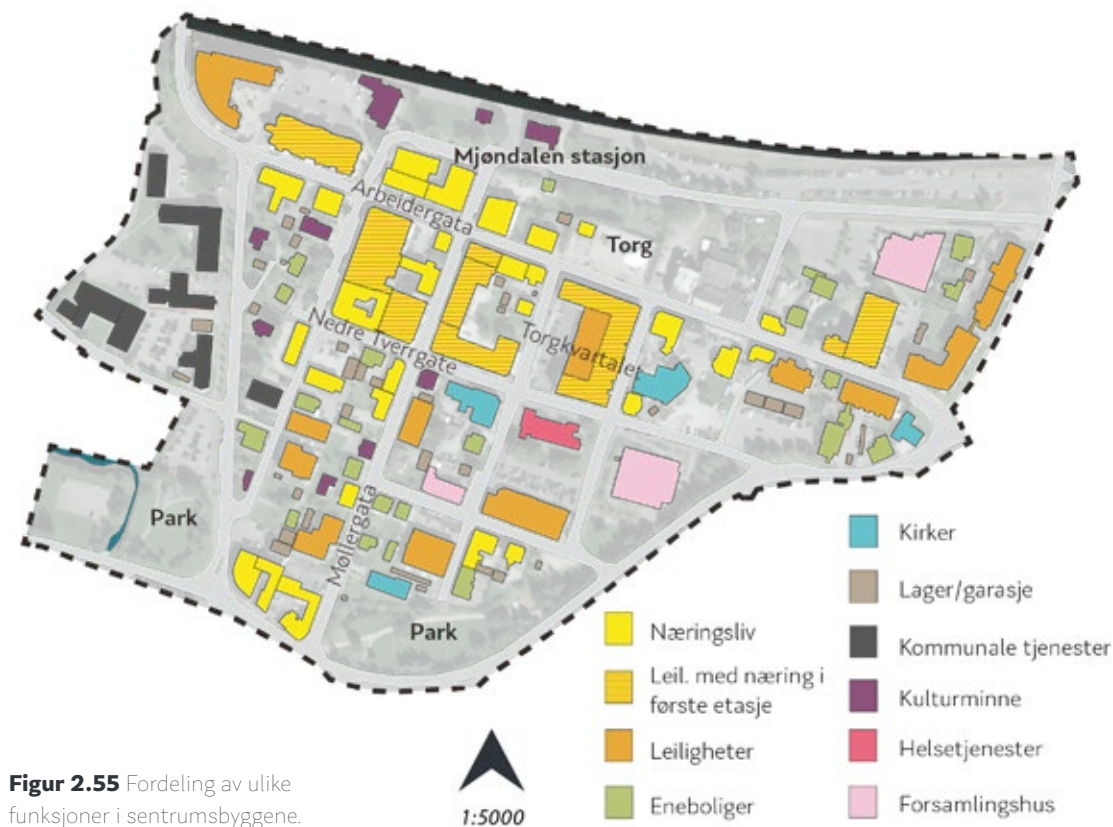 Mjøndalen stasjon
Arbeidergata
Torg
Nedre Tverrgate
Torgkvartalet
Park
Møllergata
Park
Næringsliv
Leil. med næring i
første etasje
Leiligheter
Eneboliger
Kirker
Lager/garasje
Kommunale tjenester
Kulturminne
Helsetjenester
Forsamlingshus
1:5000
Figur 2.55 Fordeling av ulike
funksjoner i sentrumsbyggene.